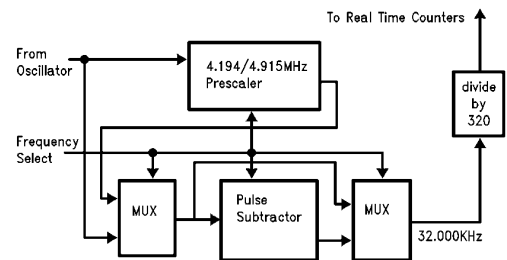 To Real Time Counters
From
Oscillator
4.194/4.915MHz
Prescaler
divide
by
320
Frequency
Select
MUX
Pulse
Subtractor
MUX
32.000KHz